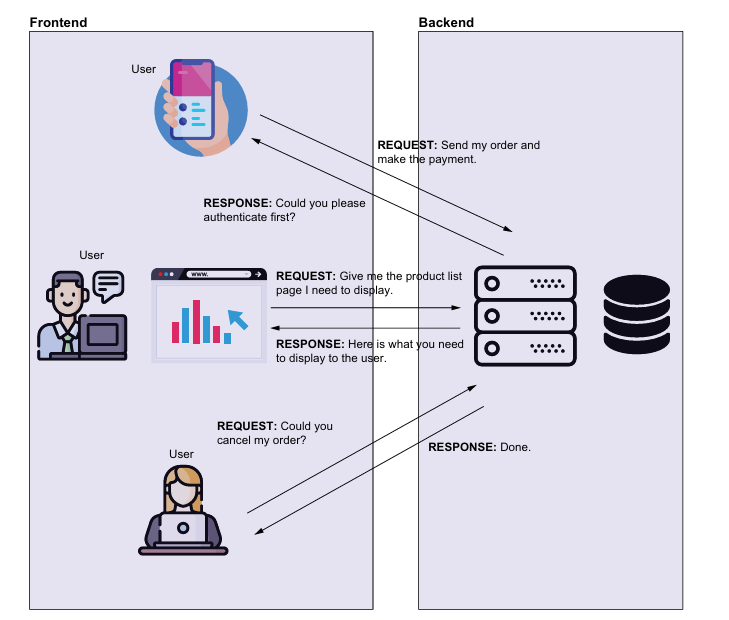 Frontend
Backend
User
REQUEST: Send my order and
make the payment.
RESPONSE: Could you please
authenticate first?
User
www.
REQUEST: Give me the product list
page I need to display.
RESPONSE: Here is what you need
to display to the user.
REQUEST: Could you
cancel my order?
RESPONSE: Done.
User